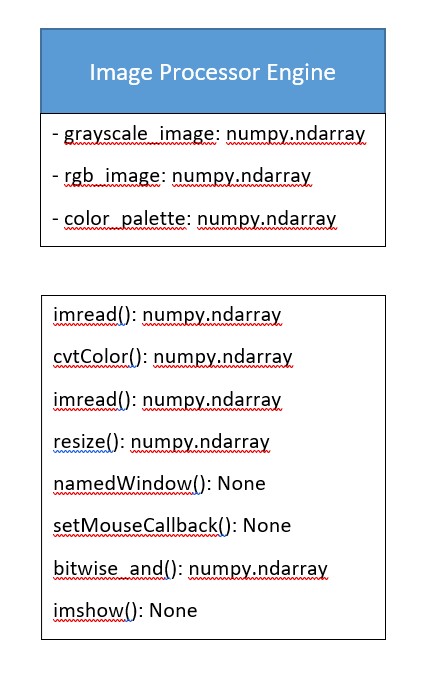 Image Processor Engine
- grayscale_image: numpy.ndarray
- rgb_image: numpy.ndarray
- color_palette: numpy.ndarray
imread(): numpy.ndarray
cvtColor(): numpy.ndarray
imread(): numpy.ndarray
resize(): numpy.ndarray
namedWindow(): None
setMouseCallback(): None
bitwise_and(): numpy.ndarray
imshow(): None